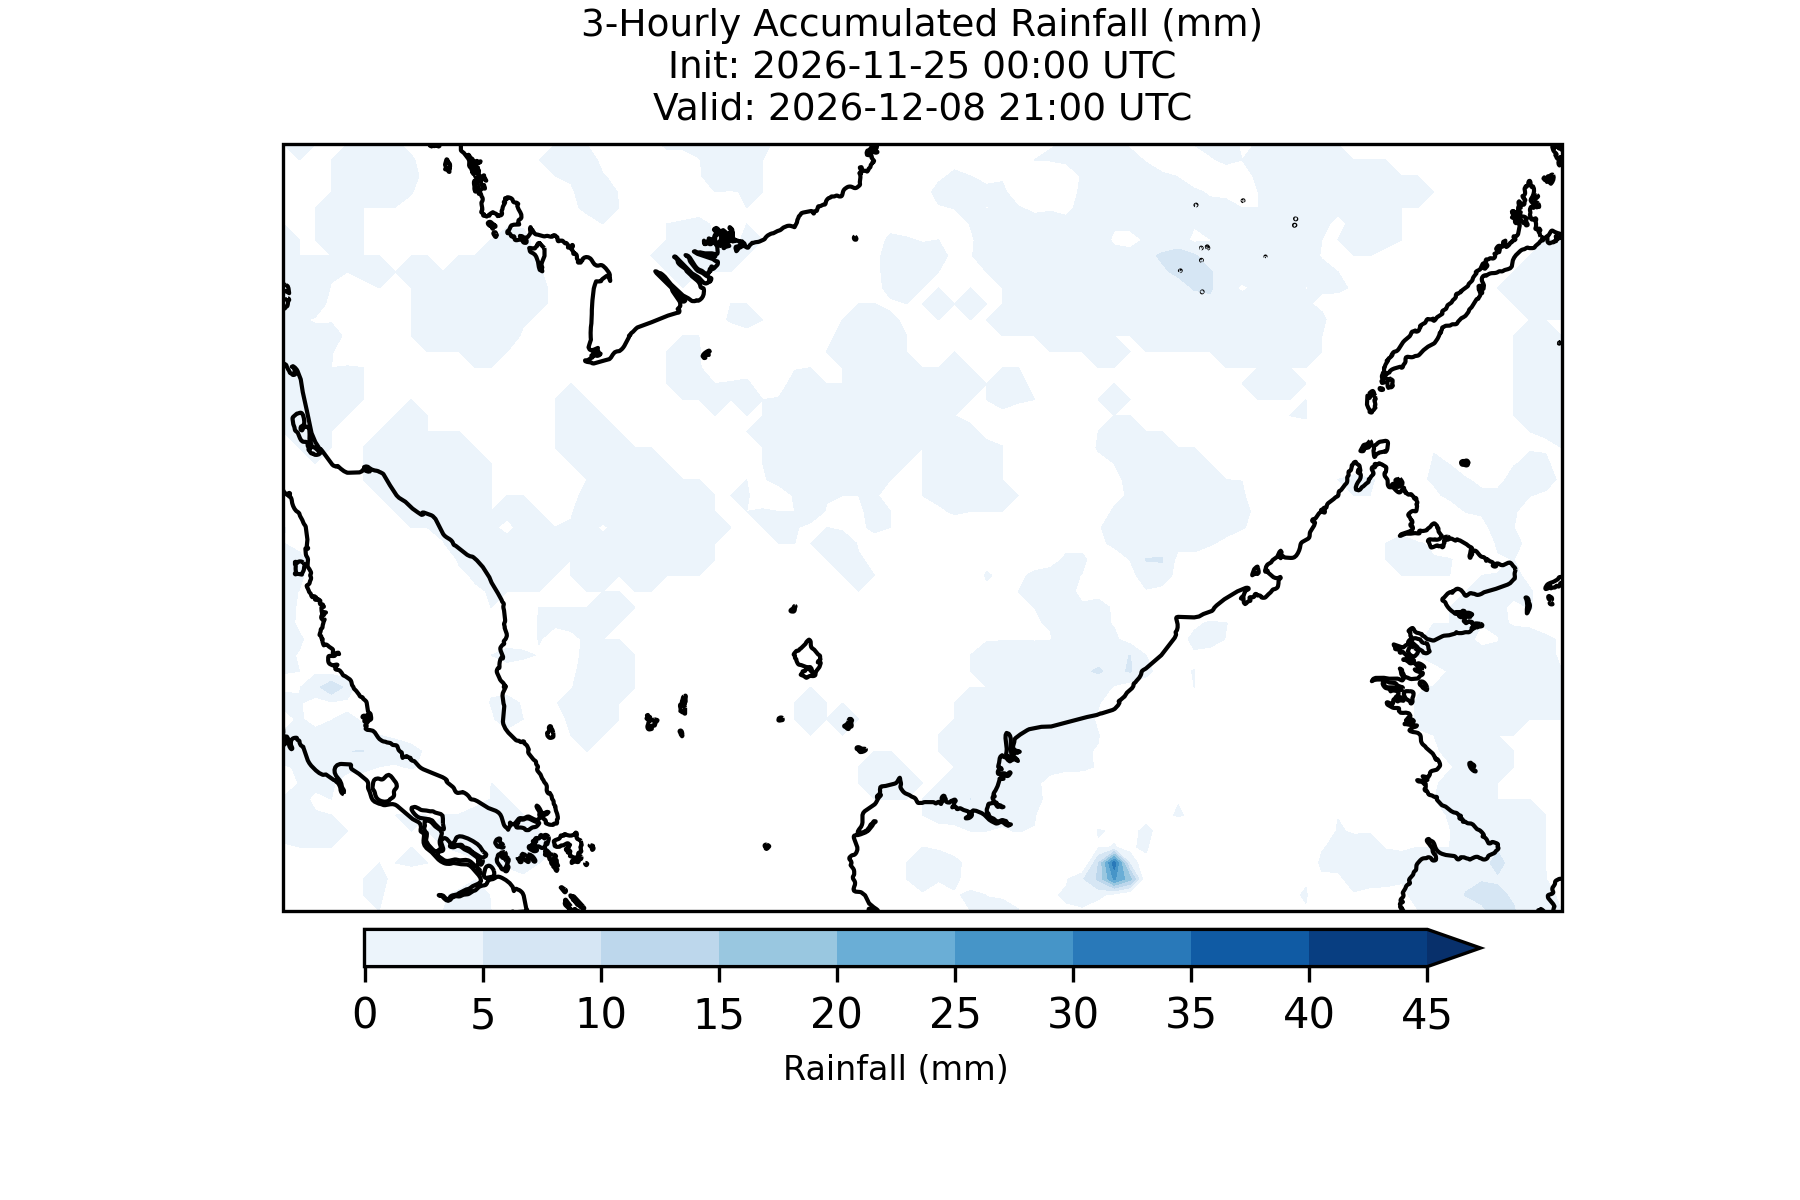 3-Hourly Accumulated Rainfall (mm)
Init: 2026-11-25 00:00 UTC
Valid: 2026-12-08 21:00 UTC
0 5 10 15 20 25 30 35 40 45
Rainfall (mm)